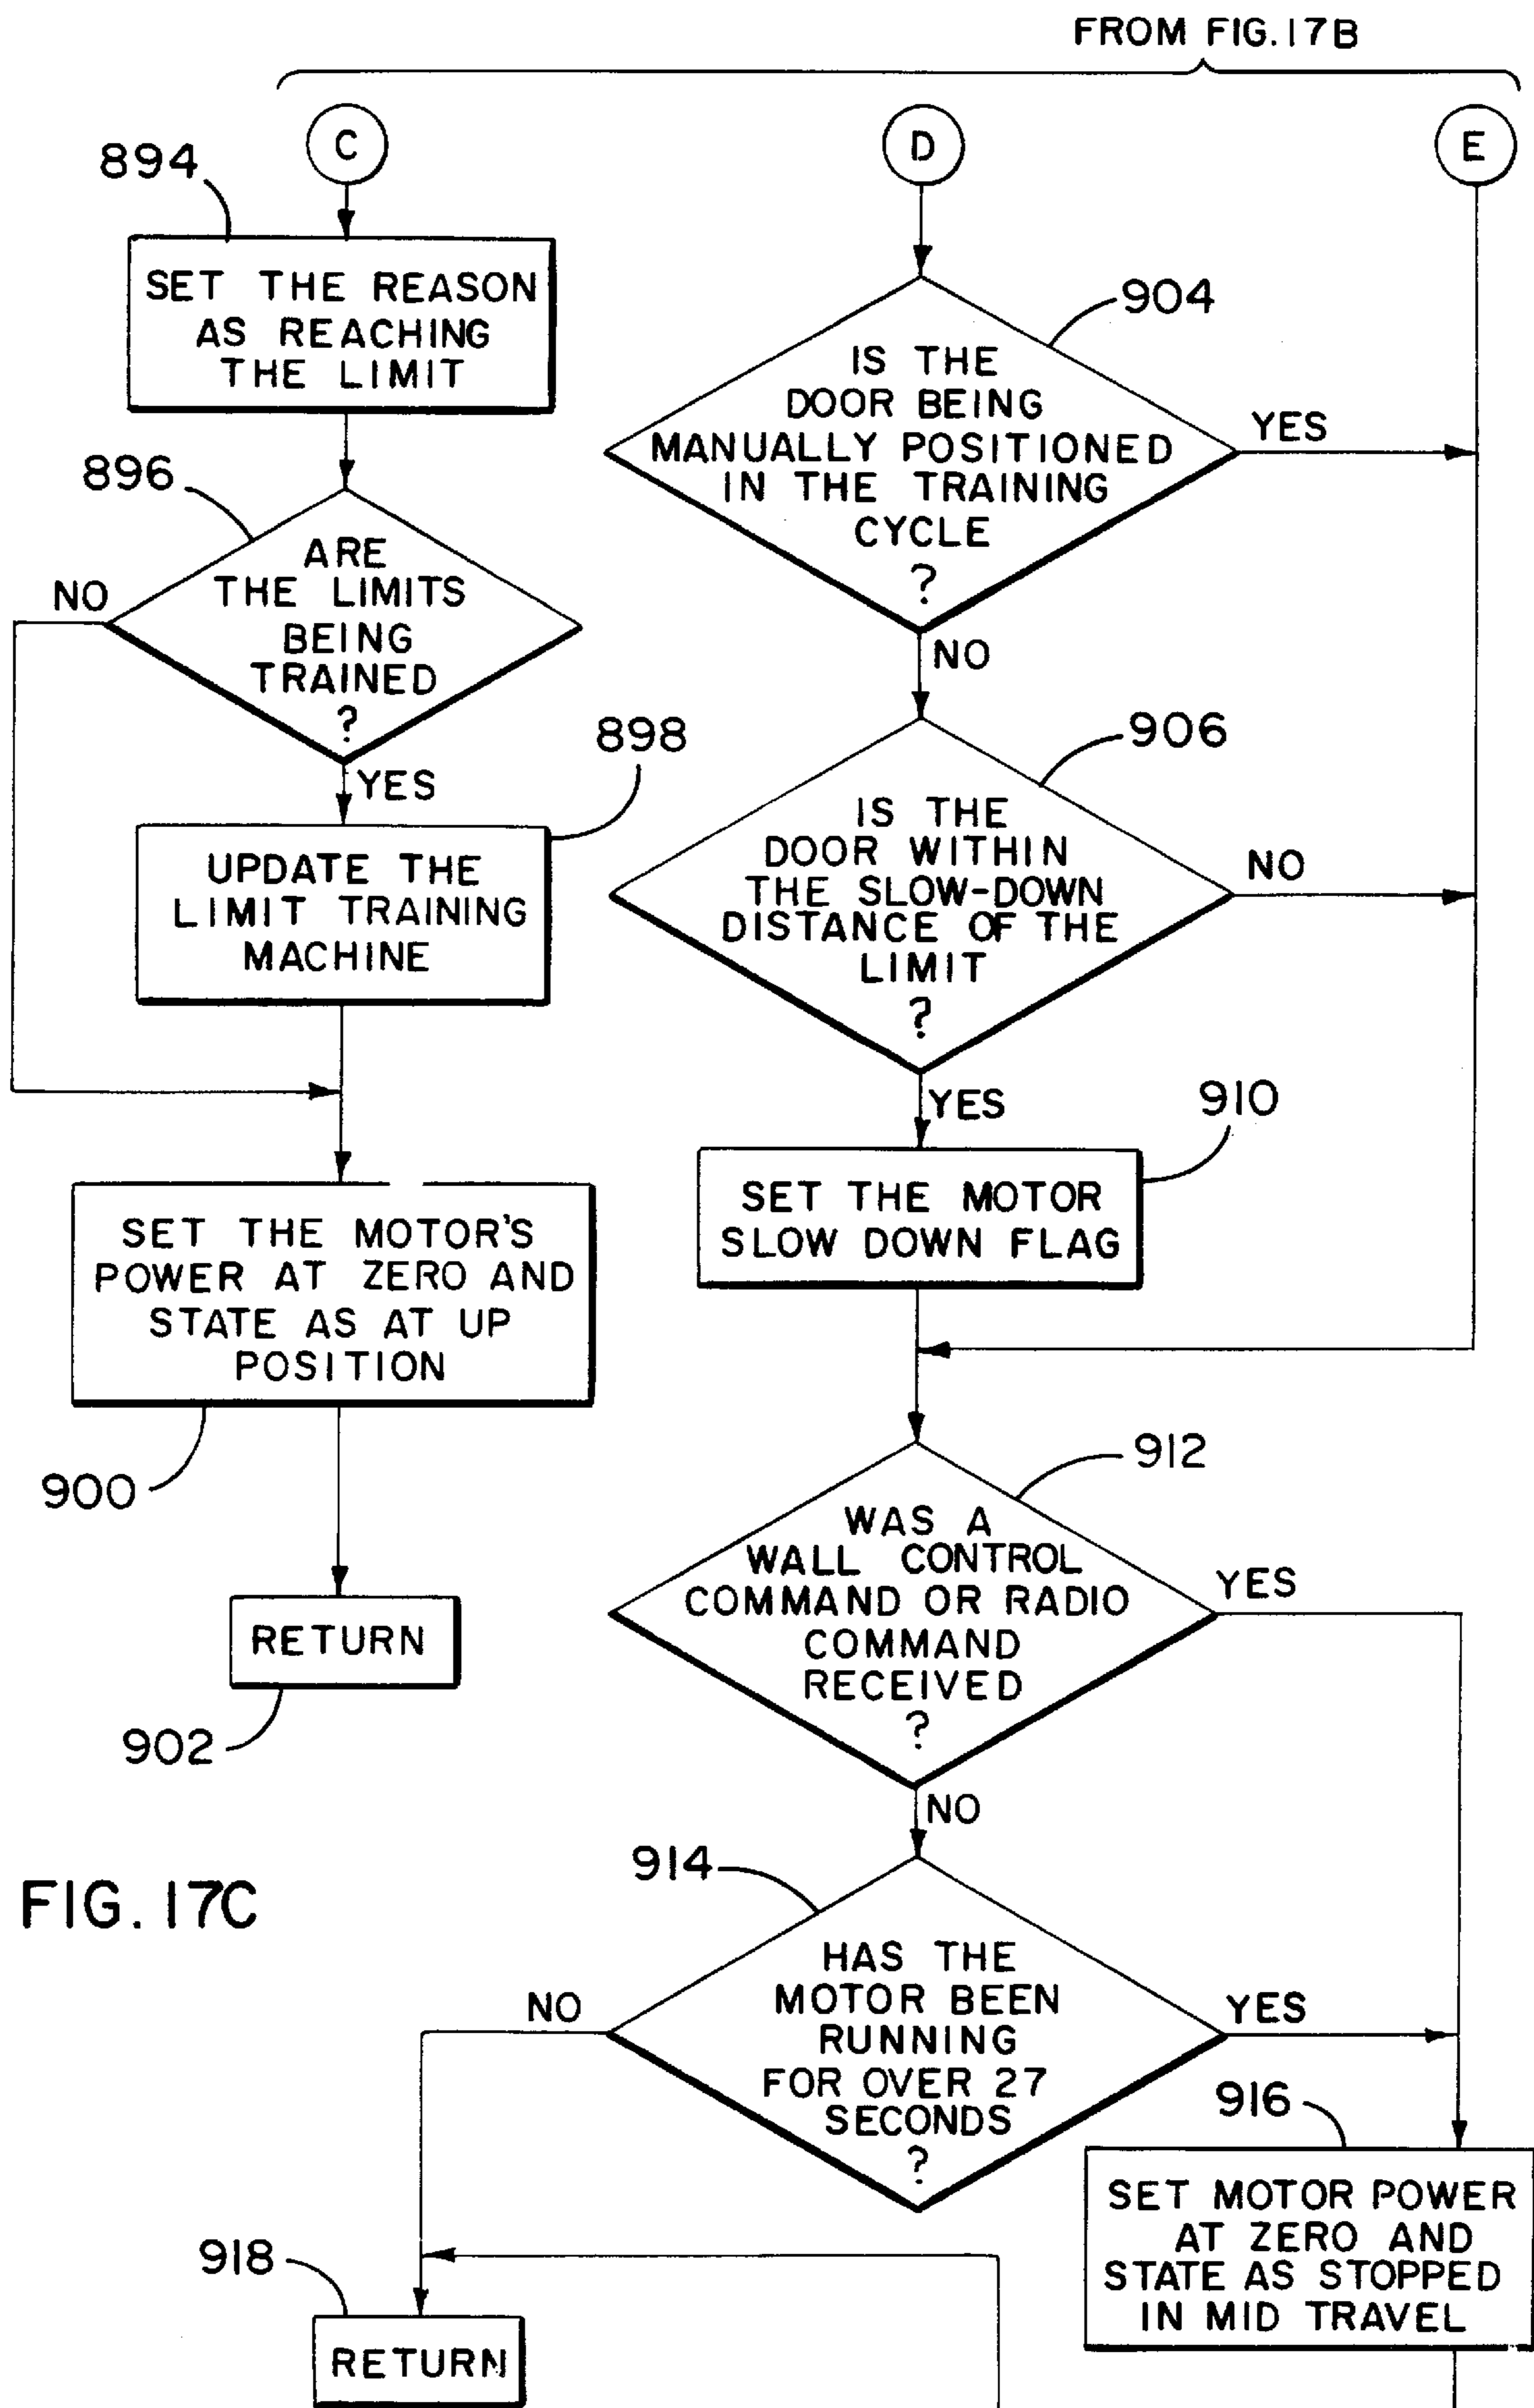 FROM FIG. 17B
C
D
E
894
SET THE REASON
AS REACHING
THE LIMIT
896
ARE
THE LIMITS
BEING
TRAINED
?
NO
YES
898
UPDATE THE
LIMIT TRAINING
MACHINE
SET THE MOTOR'S
POWER AT ZERO AND
STATE AS AT UP
POSITION
900
RETURN
902
904
IS THE
DOOR BEING
MANUALLY POSITIONED
IN THE TRAINING
CYCLE
?
YES
NO
906
IS THE
DOOR WITHIN
THE SLOW-DOWN
DISTANCE OF THE
LIMIT
?
NO
YES
910
SET THE MOTOR
SLOW DOWN FLAG
912
WAS A
WALL CONTROL
COMMAND OR RADIO
COMMAND
RECEIVED
?
YES
NO
914
HAS THE
MOTOR BEEN
RUNNING
FOR OVER 27
SECONDS
?
NO
YES
916
SET MOTOR POWER
AT ZERO AND
STATE AS STOPPED
IN MID TRAVEL
918
RETURN
FIG. 17C